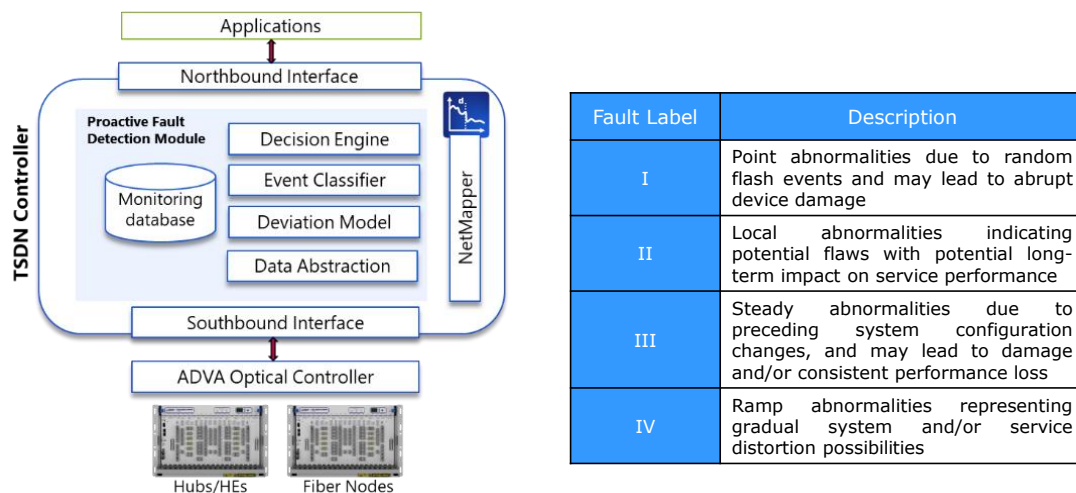 Applications
Northbound Interface
TSDN Controller
Proactive Fault
Detection Module
Monitoring
database
Decision Engine
Event Classifier
Deviation Model
Data Abstraction
NetMapper
Southbound Interface
ADVA Optical Controller
Hubs/HEs
Fiber Nodes
Fault Label
Description
I
Point abnormalities due to random
flash events and may lead to abrupt
device damage
II
Local abnormalities indicating
potential flaws with potential long-
term impact on service performance
III
Steady abnormalities due to
preceding system configuration
changes, and may lead to damage
and/or consistent performance loss
IV
Ramp abnormalities representing
gradual system and/or service
distortion possibilities